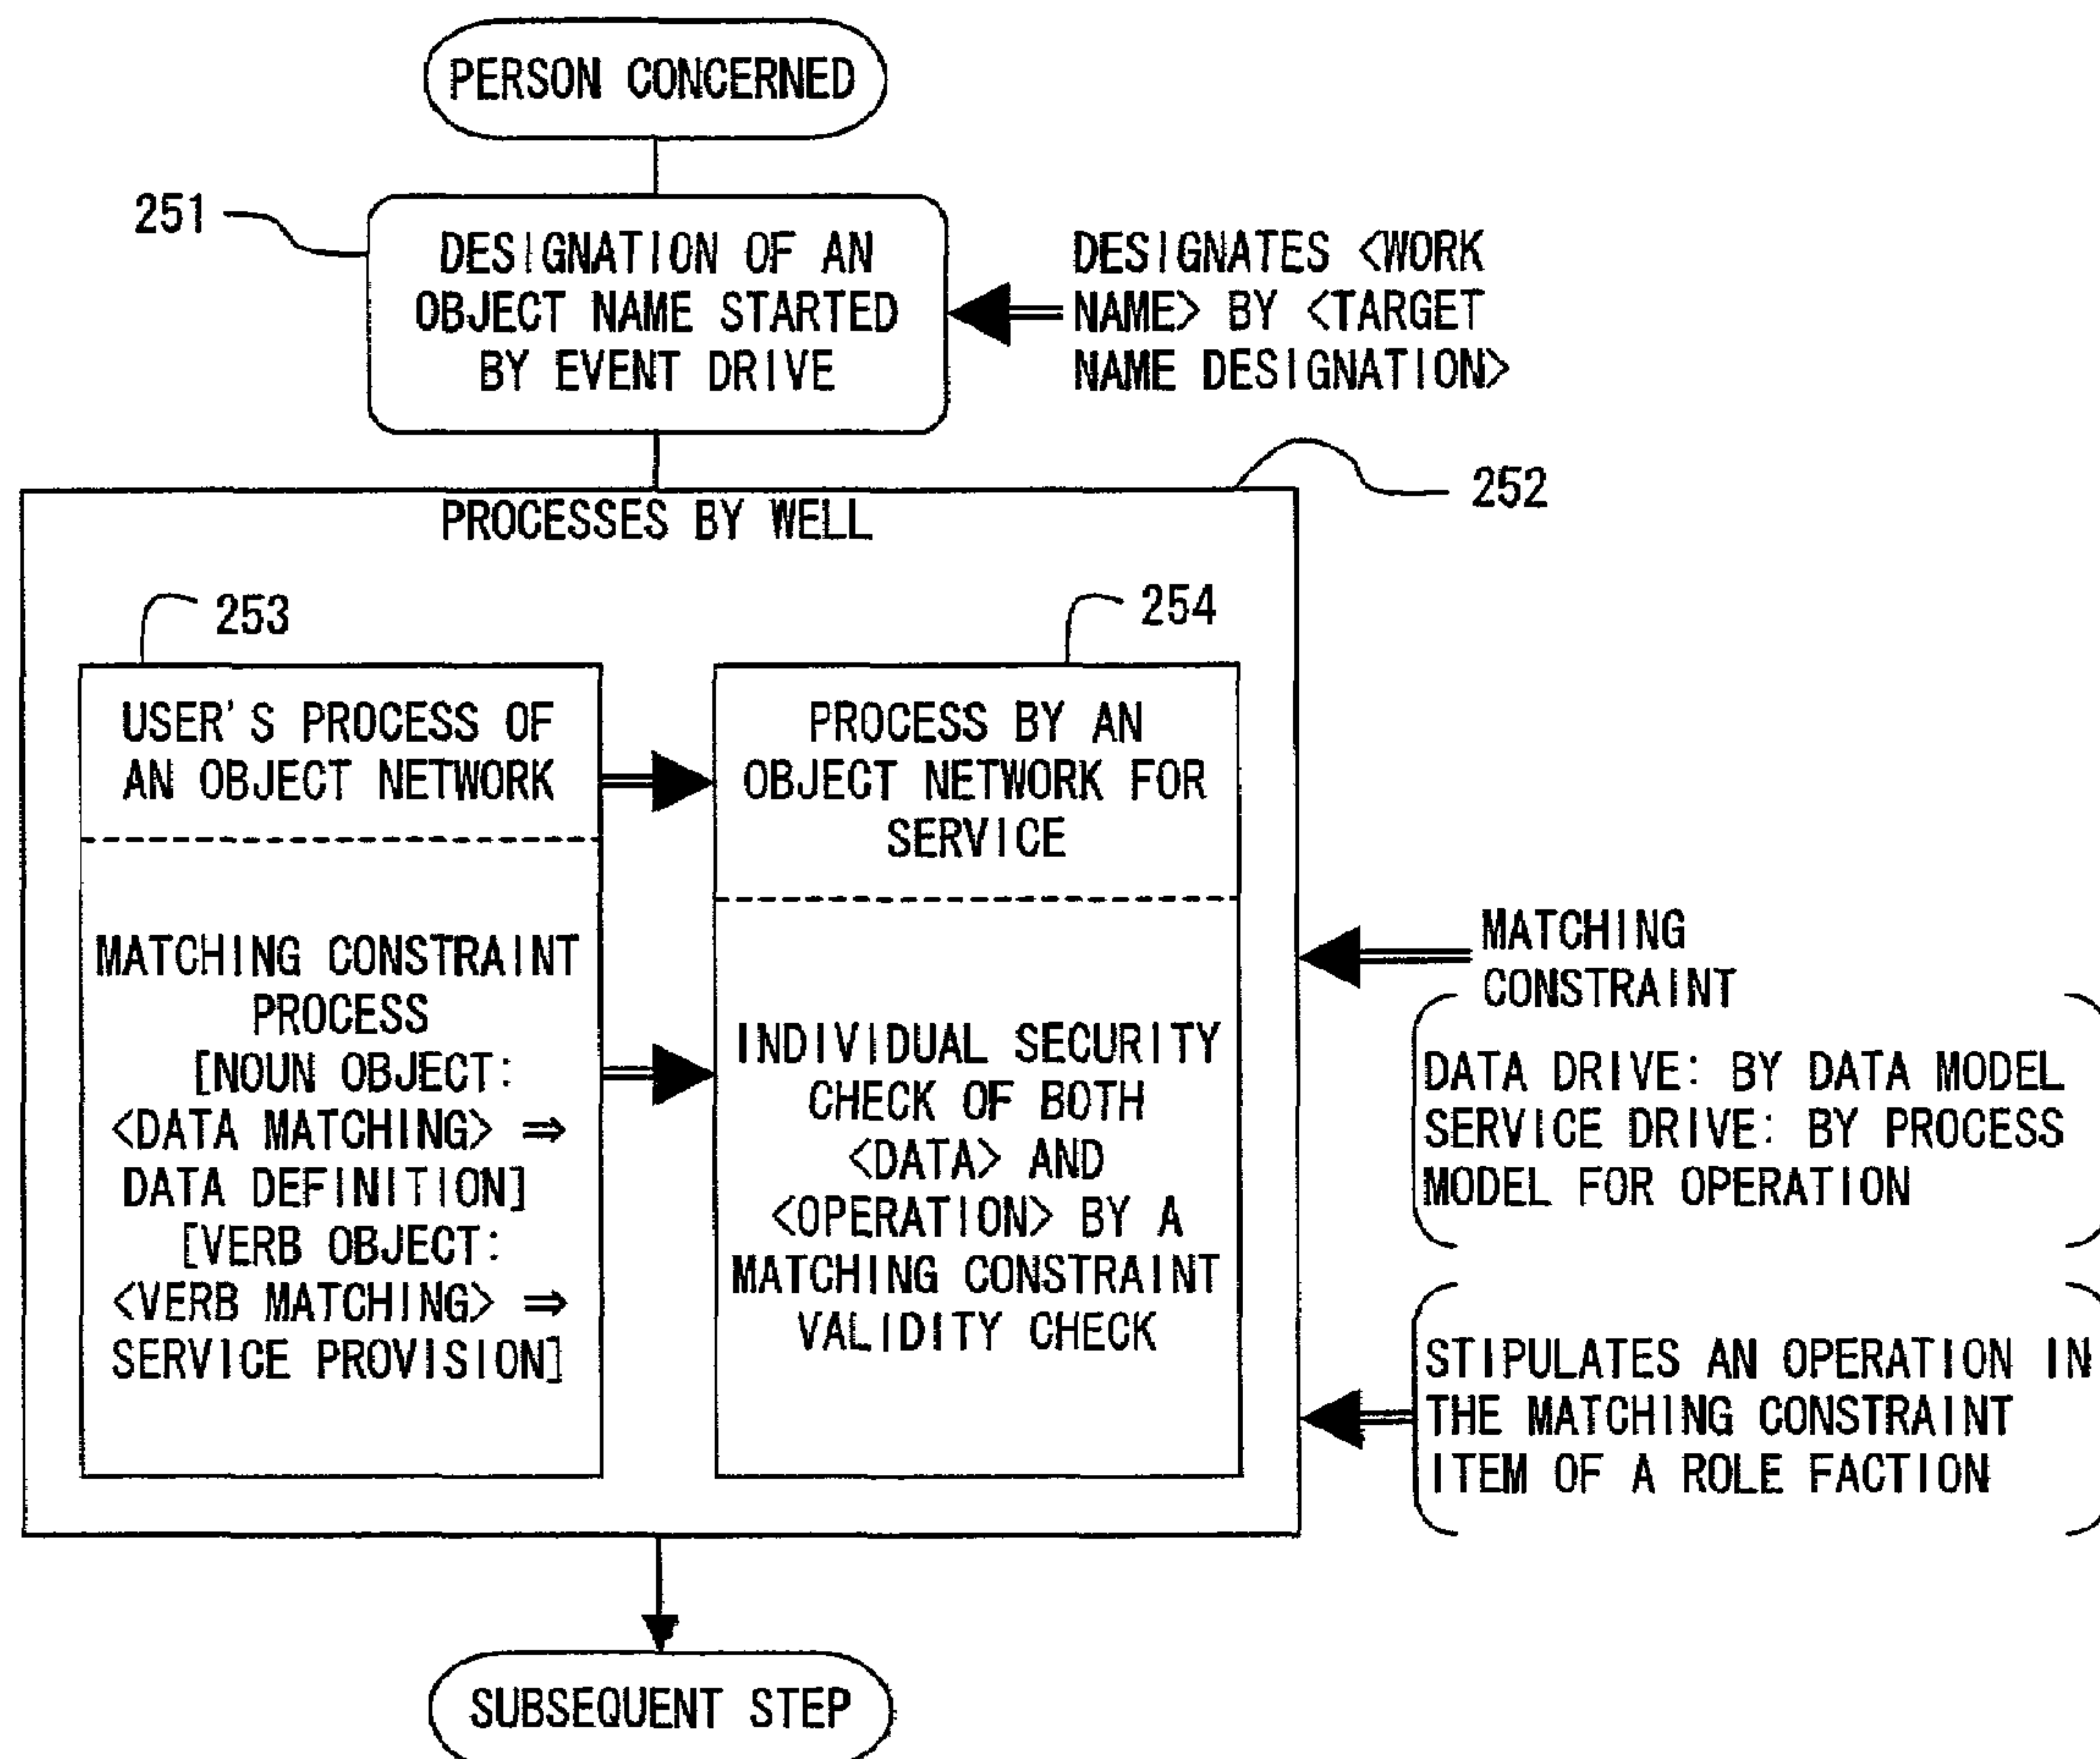 PERSON CONCERNED
251
DESIGNATION OF AN
OBJECT NAME STARTED
BY EVENT DRIVE
DESIGNATES <WORK
NAME> BY <TARGET
NAME DESIGNATION>
252
PROCESSES BY WELL
253
USER'S PROCESS OF
AN OBJECT NETWORK
MATCHING CONSTRAINT
PROCESS
[NOUN OBJECT:
<DATA MATCHING> ⇒
DATA DEFINITION]
[VERB OBJECT:
<VERB MATCHING> ⇒
SERVICE PROVISION]
254
PROCESS BY AN
OBJECT NETWORK FOR
SERVICE
INDIVIDUAL SECURITY
CHECK OF BOTH
<DATA> AND
<OPERATION> BY A
MATCHING CONSTRAINT
VALIDITY CHECK
MATCHING
CONSTRAINT
DATA DRIVE: BY DATA MODEL
SERVICE DRIVE: BY PROCESS
MODEL FOR OPERATION
STIPULATES AN OPERATION IN
THE MATCHING CONSTRAINT
ITEM OF A ROLE FACTION
SUBSEQUENT STEP